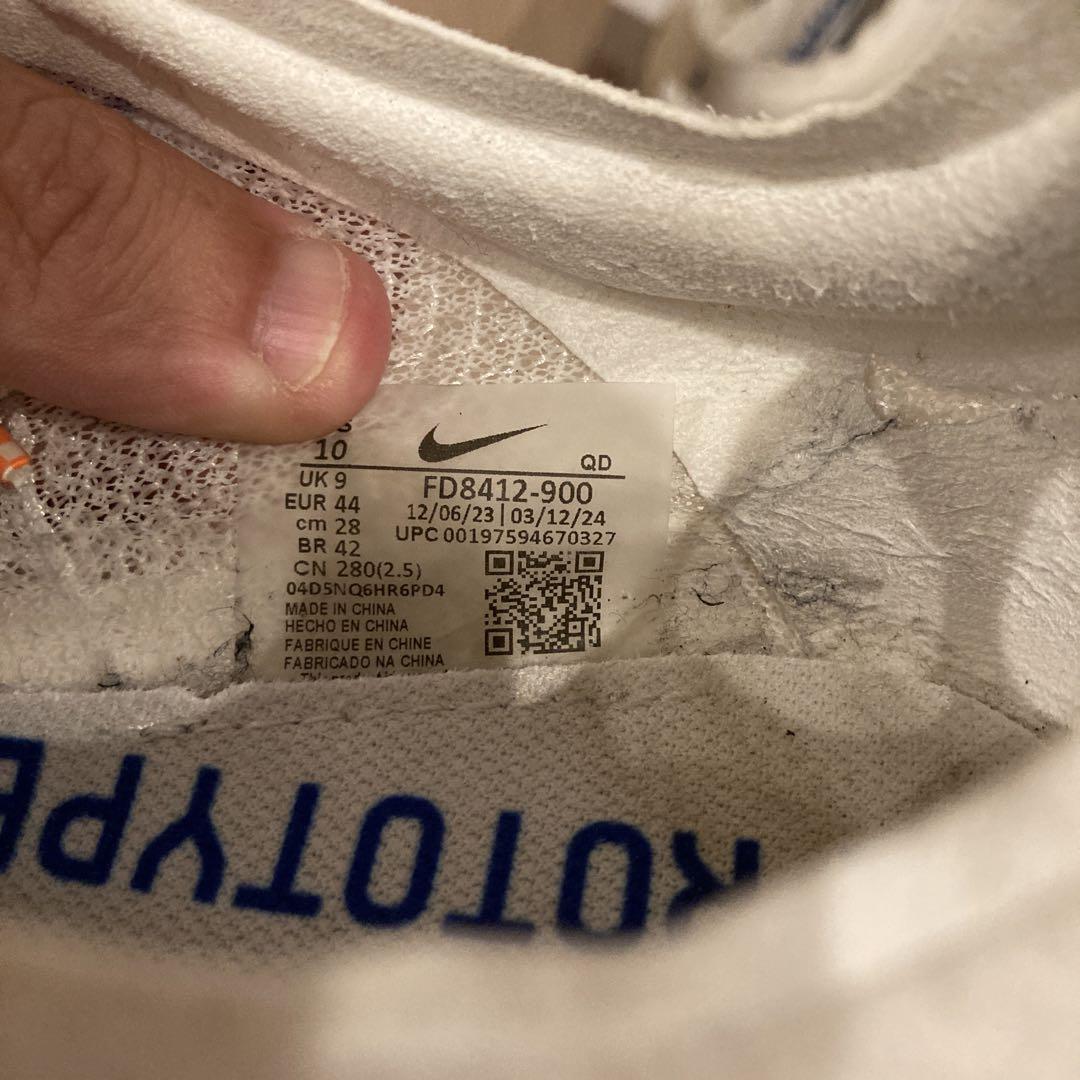 10
QD
UK 9
FD8412-900
EUR 44
12/06/23 | 03/12/24
cm 28
UPC 00197594670327
BR 42
CN 280(2.5)
04D5NQ6HR6PD4
MADE IN CHINA
HECHO EN CHINA
FABRIQUE EN CHINE
FABRICADO NA CHINA
ROTOTYPE